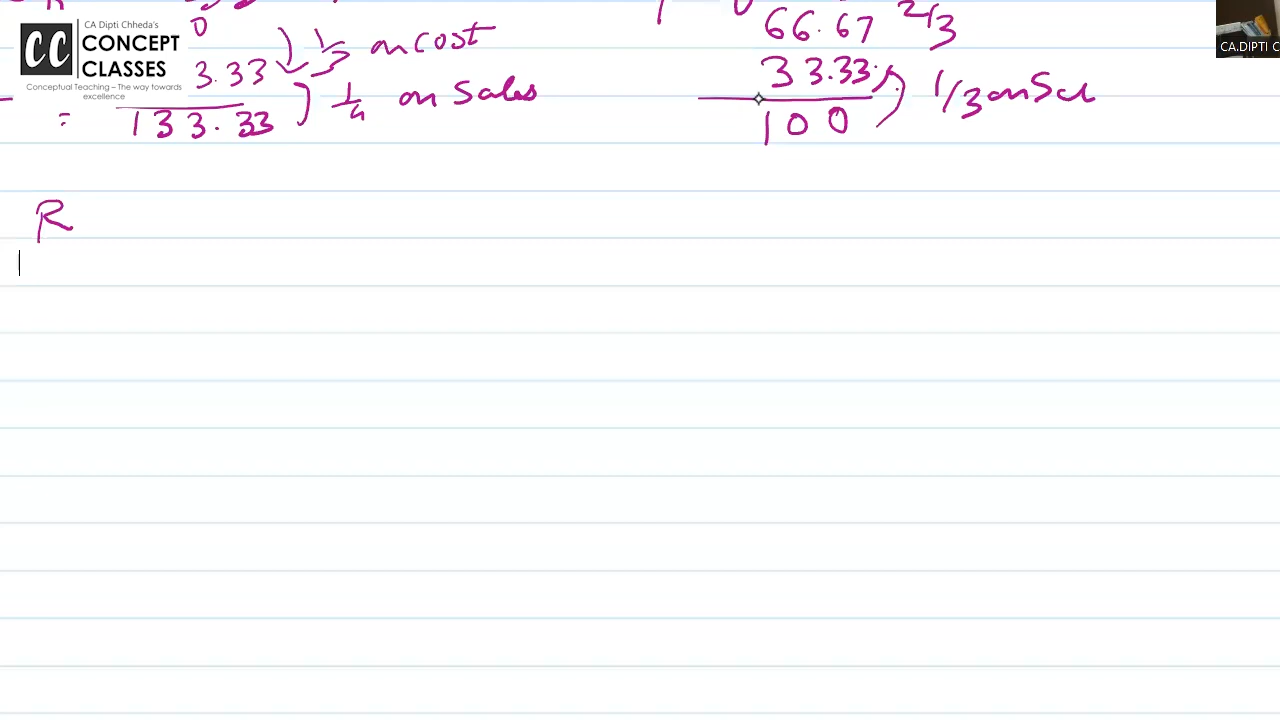 CA Dipti Chheda's
CC CONCEPT
CLASSES
Conceptual Teaching – The way towards
excellence
CA.DIPTI C
0
3.33 1/3 on cost
= 133.33 1/4 on Sales
66.67 2/3
33.33
100 1/3 on Sal
R